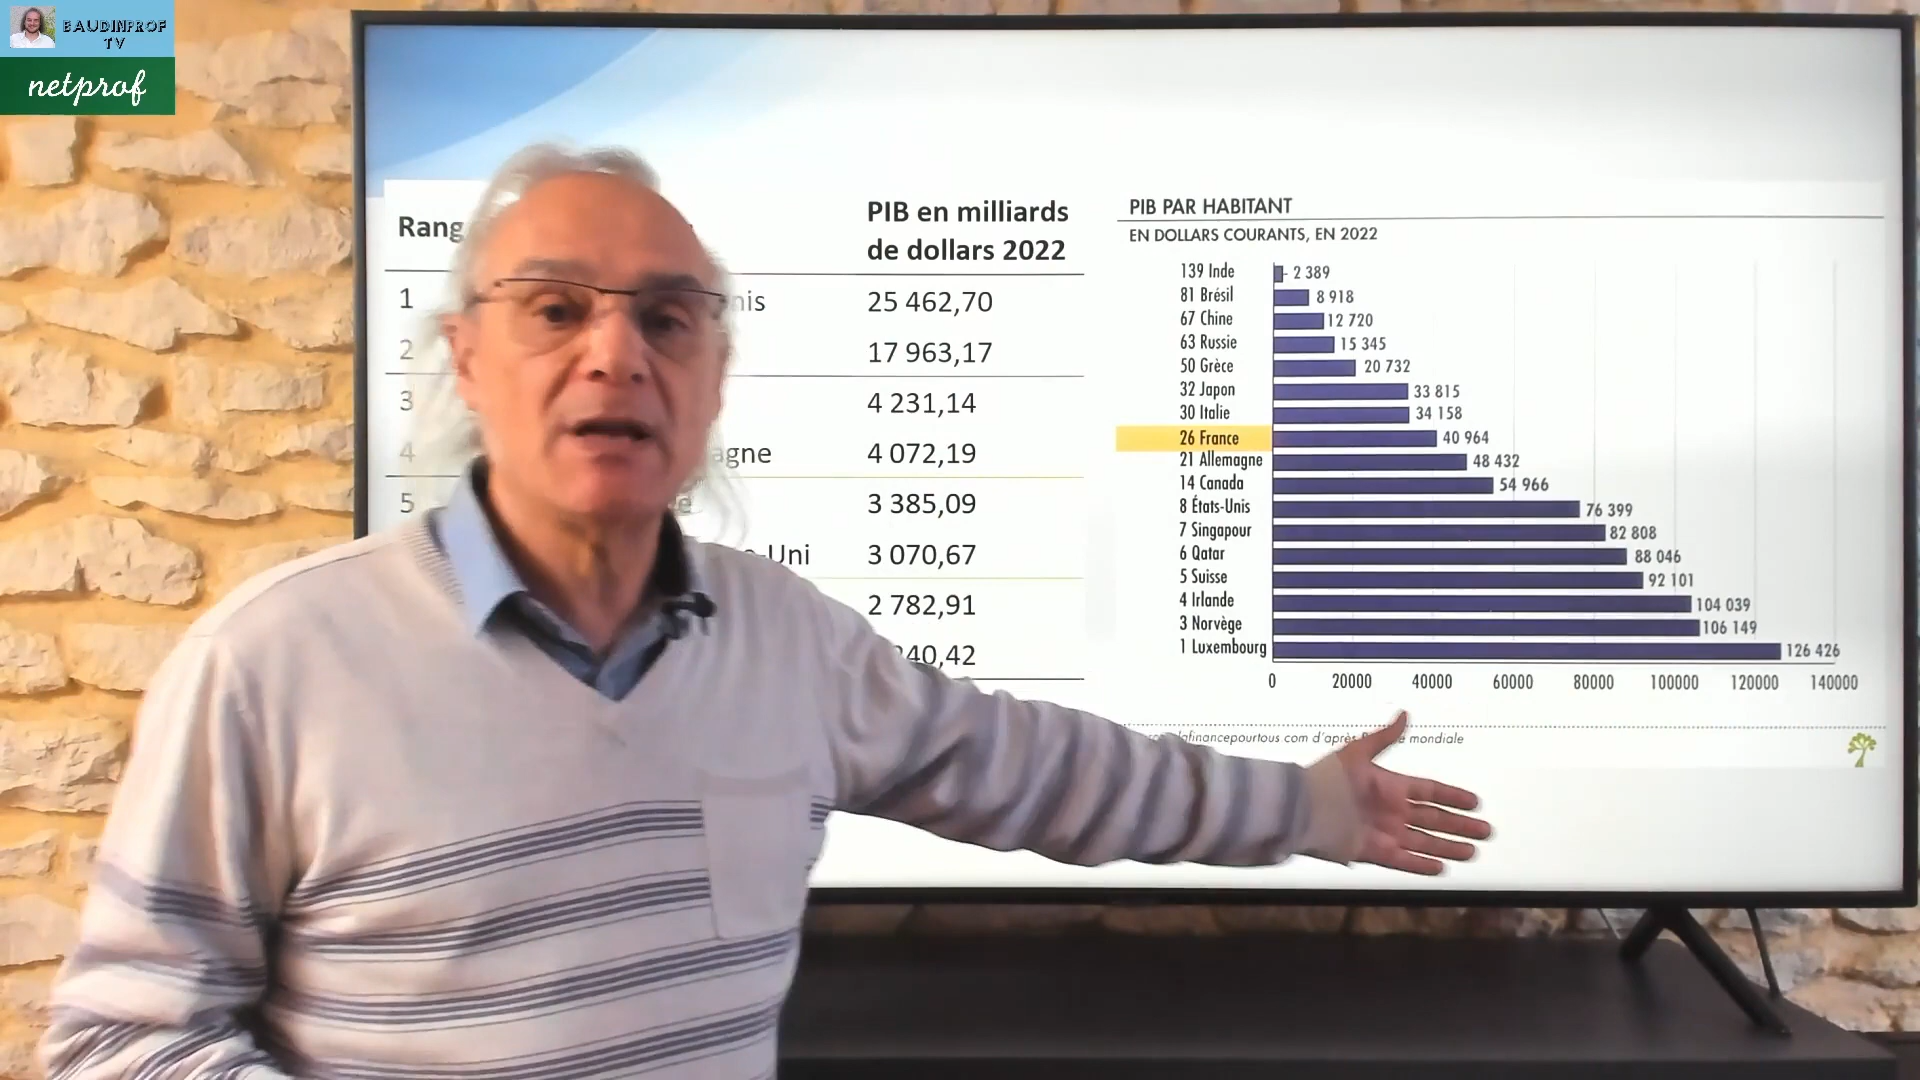 BAUDINPROF
TV
netprof
Rang
PIB en milliards
de dollars 2022
1 25 462,70
2 17 963,17
3 4 231,14
4 4 072,19
5 3 385,09
-Uni 3 070,67
2 782,91
40,42
PIB PAR HABITANT
EN DOLLARS COURANTS, EN 2022
139 Inde 2 389
81 Brésil 8 918
67 Chine 12 720
63 Russie 15 345
50 Grèce 20 732
32 Japon 33 815
30 Italie 34 158
26 France 40 964
21 Allemagne 48 432
14 Canada 54 966
8 États-Unis 76 399
7 Singapour 82 808
6 Qatar 88 046
5 Suisse 92 101
4 Irlande 104 039
3 Norvège 106 149
1 Luxembourg 126 426
0 20000 40000 60000 80000 100000 120000 140000
lafinancepourtous com d'après mondiale